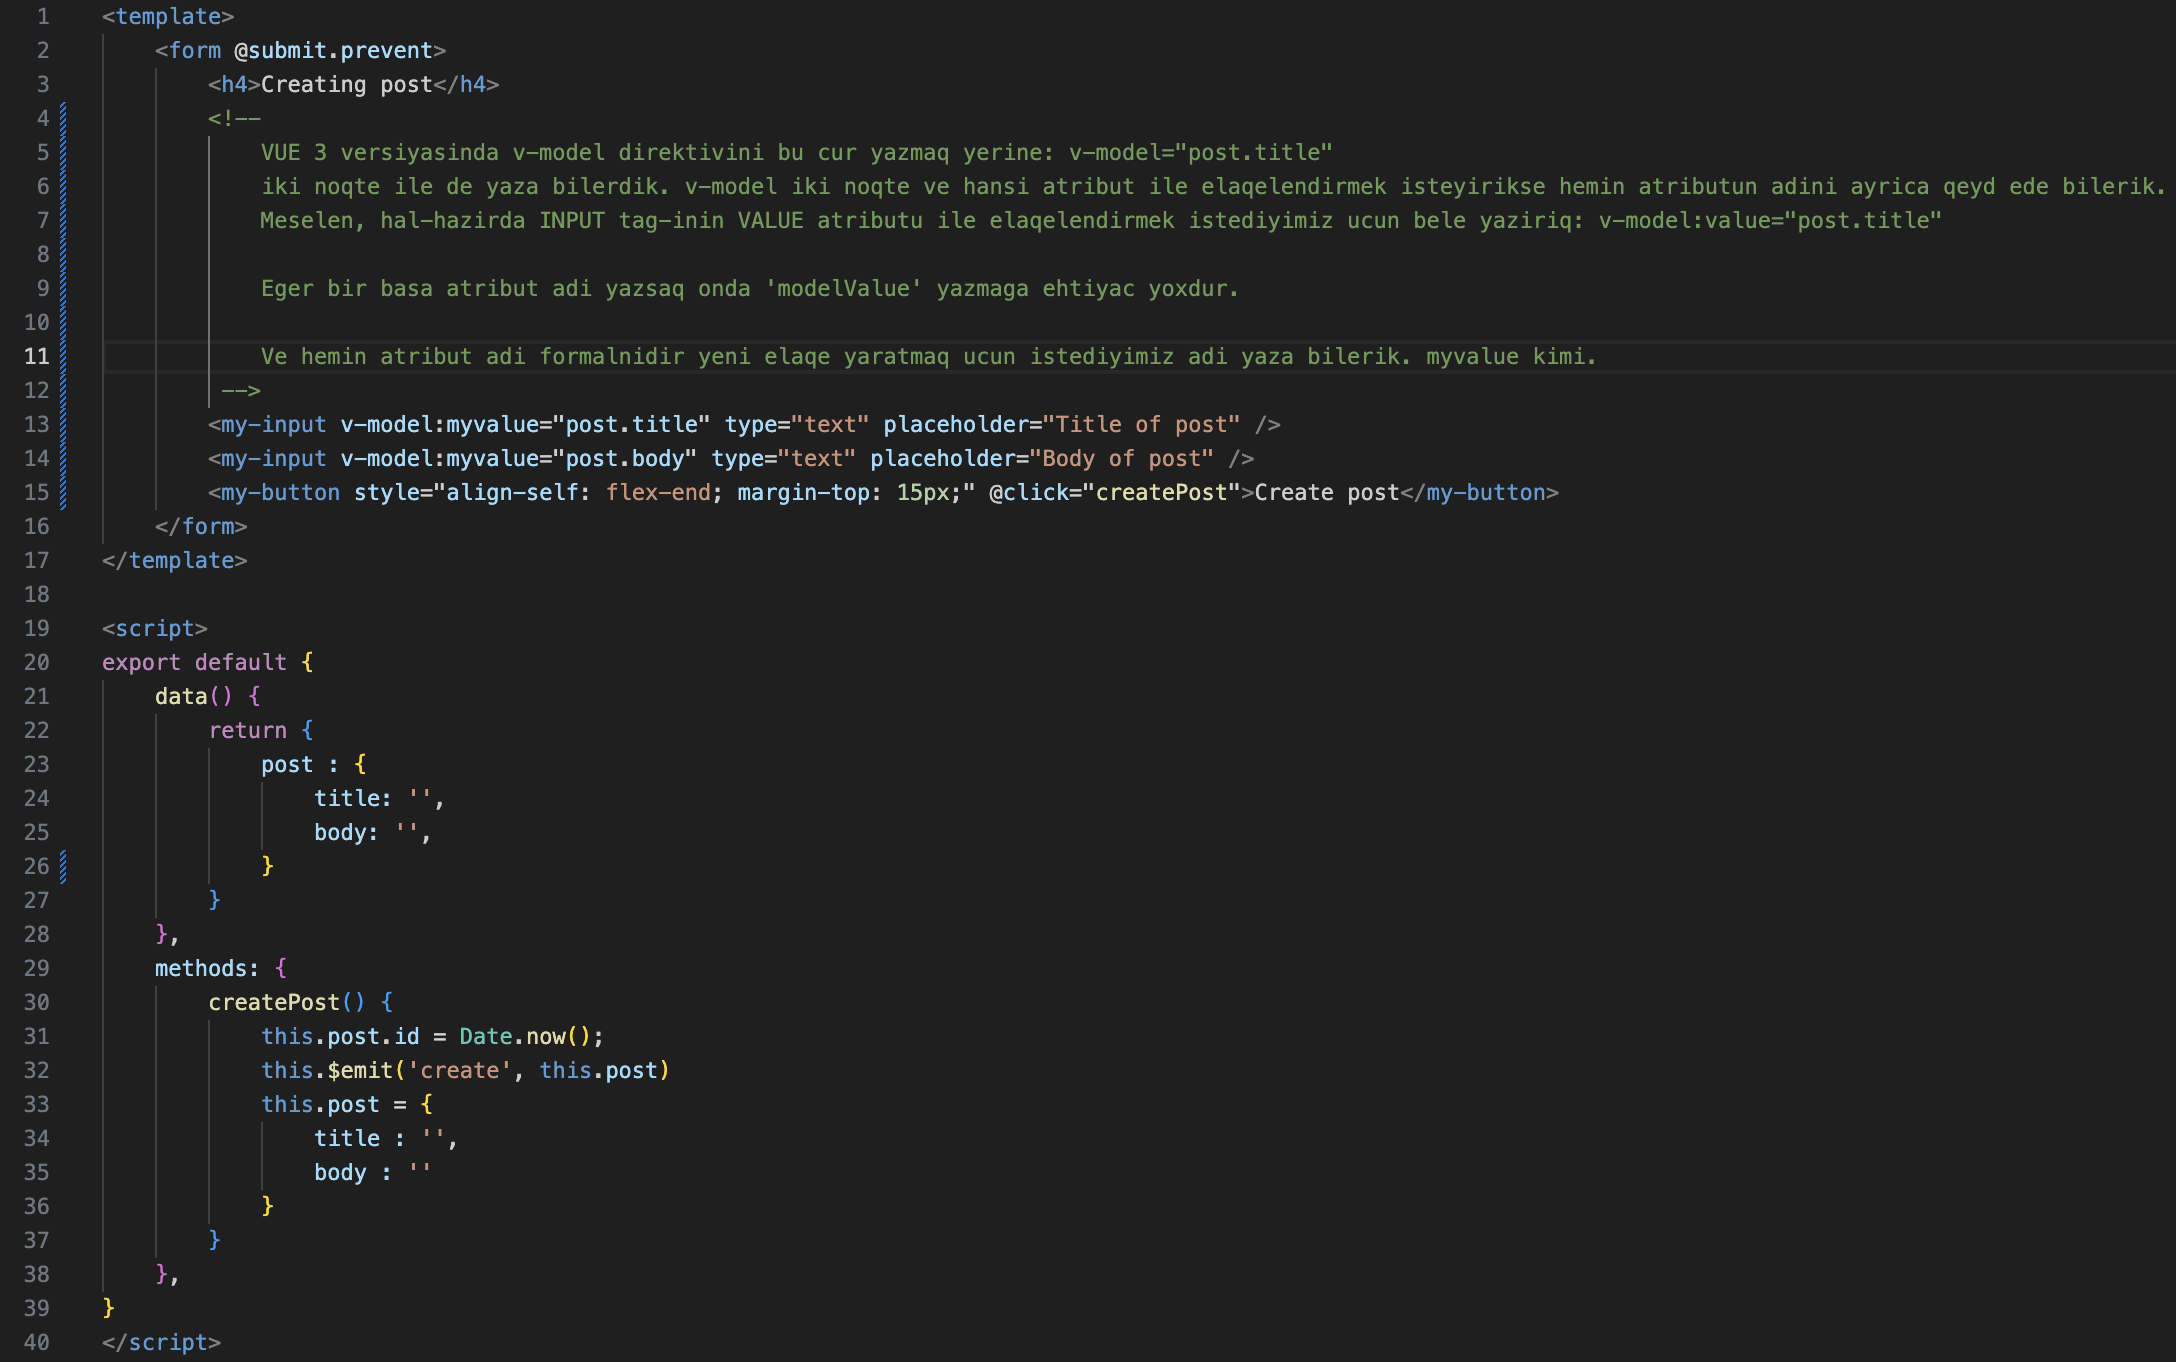 1 <template>
2 <form @submit.prevent>
3 <h4>Creating post</h4>
4 <!--
5 VUE 3 versiyasinda v-model direktivini bu cur yazmaq yerine: v-model="post.title"
6 iki noqte ile de yaza bilerdik. v-model iki noqte ve hansi atribut ile elaqelendirmek isteyirikse hemin atributun adini ayrica qeyd ede bilerik.
7 Meselen, hal-hazirda INPUT tag-inin VALUE atributu ile elaqelendirmek istediyimiz ucun bele yaziriq: v-model:value="post.title"
8
9 Eger bir basa atribut adi yazsaq onda 'modelValue' yazmaga ehtiyac yoxdur.
10
11 Ve hemin atribut adi formalnidir yeni elaqe yaratmaq ucun istediyimiz adi yaza bilerik. myvalue kimi.
12 -->
13 <my-input v-model:myvalue="post.title" type="text" placeholder="Title of post" />
14 <my-input v-model:myvalue="post.body" type="text" placeholder="Body of post" />
15 <my-button style="align-self: flex-end; margin-top: 15px;" @click="createPost">Create post</my-button>
16 </form>
17 </template>
18
19 <script>
20 export default {
21 data() {
22 return {
23 post : {
24 title: '',
25 body: '',
26 }
27 }
28 },
29 methods: {
30 createPost() {
31 this.post.id = Date.now();
32 this.$emit('create', this.post)
33 this.post = {
34 title : '',
35 body : ''
36 }
37 }
38 },
39 }
40 </script>